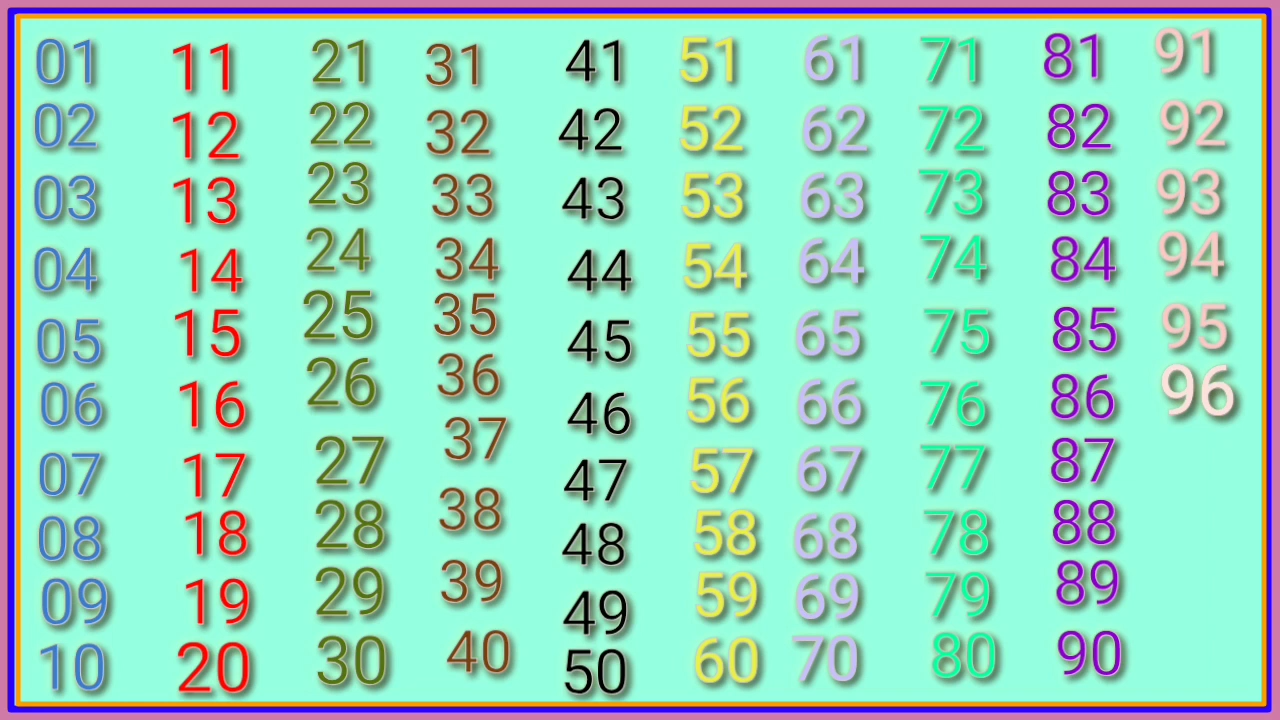 01 11 21 31 41 51 61 71 81 91
02 12 22 32 42 52 62 72 82 92
03 13 23 33 43 53 63 73 83 93
04 14 24 34 44 54 64 74 84 94
05 15 25 35 45 55 65 75 85 95
06 16 26 36 46 56 66 76 86 96
07 17 27 37 47 57 67 77 87
08 18 28 38 48 58 68 78 88
09 19 29 39 49 59 69 79 89
10 20 30 40 50 60 70 80 90